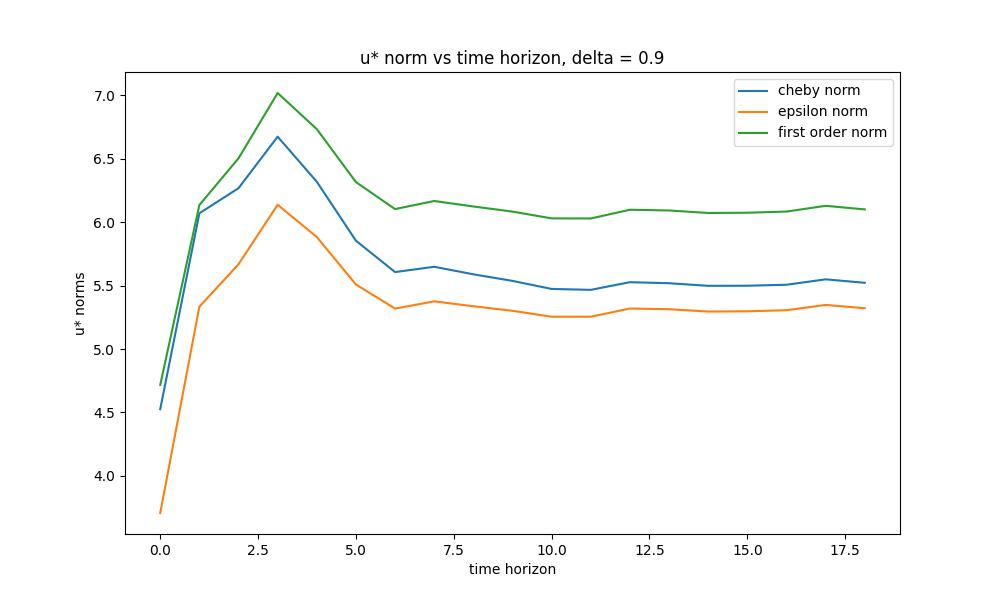 u* norm vs time horizon, delta = 0.9
cheby norm
epsilon norm
first order norm
u* norms
7.0
6.5
6.0
5.5
5.0
4.5
4.0
0.0 2.5 5.0 7.5 10.0 12.5 15.0 17.5
time horizon